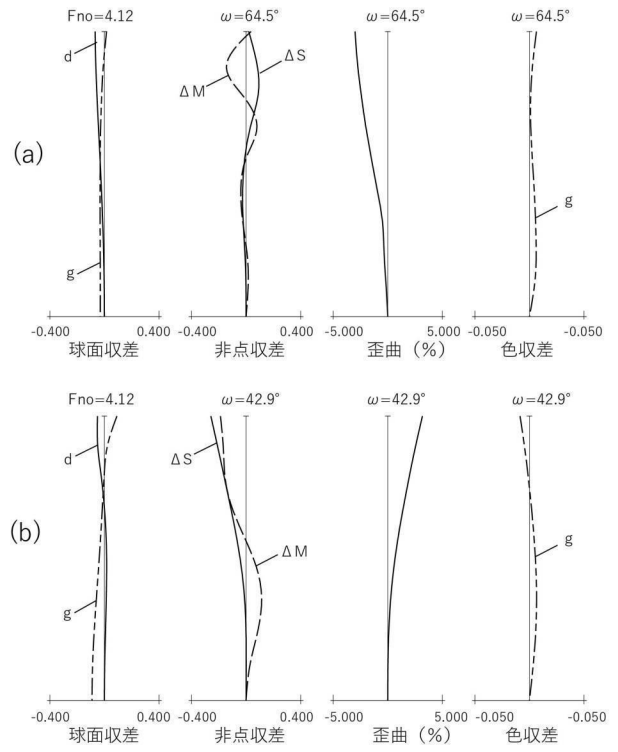 Fno=4.12 ω=64.5° ω=64.5° ω=64.5°
d
ΔS
ΔM
(a)
g
g
-0.400 0.400 -0.400 0.400 -5.000 5.000 -0.050 -0.050
球面収差 非点収差 歪曲(%) 色収差
Fno=4.12 ω=42.9° ω=42.9° ω=42.9°
d
ΔS
(b)
ΔM
g
g
-0.400 0.400 -0.400 0.400 -5.000 5.000 -0.050 -0.050
球面収差 非点収差 歪曲(%) 色収差